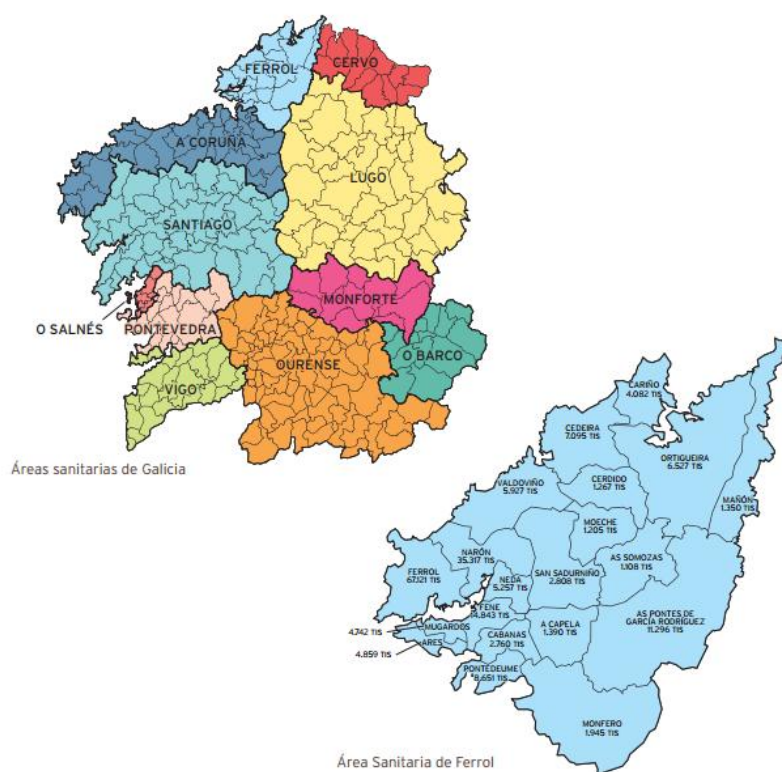 FERROL
CERVO
A CORUÑA
LUGO
SANTIAGO
MONFORTE
O SALNÉS
PONTEVEDRA
OURENSE
O BARCO
VIGO
Áreas sanitarias de Galicia
CARIÑO
4.082 TIS
CEDEIRA
7.095 TIS
ORTIGUEIRA
6.527 TIS
VALDOVIÑO
5.927 TIS
CERDIDO
1.267 TIS
MAÑÓN
1.350 TIS
MOECHE
1.205 TIS
NARÓN
35.317 TIS
AS SOMOZAS
1.108 TIS
FERROL
67.121 TIS
NEDA
5.257 TIS
SAN SADURNIÑO
2.808 TIS
FENE
14.843 TIS
AS PONTES DE
GARCÍA RODRÍGUEZ
11.296 TIS
4.742 TIS
MUGARDOS
A CAPELA
1.390 TIS
CABANAS
2.760 TIS
ARES
4.859 TIS
PONTEDEUME
8.651 TIS
MONFERO
1.945 TIS
Área Sanitaria de Ferrol